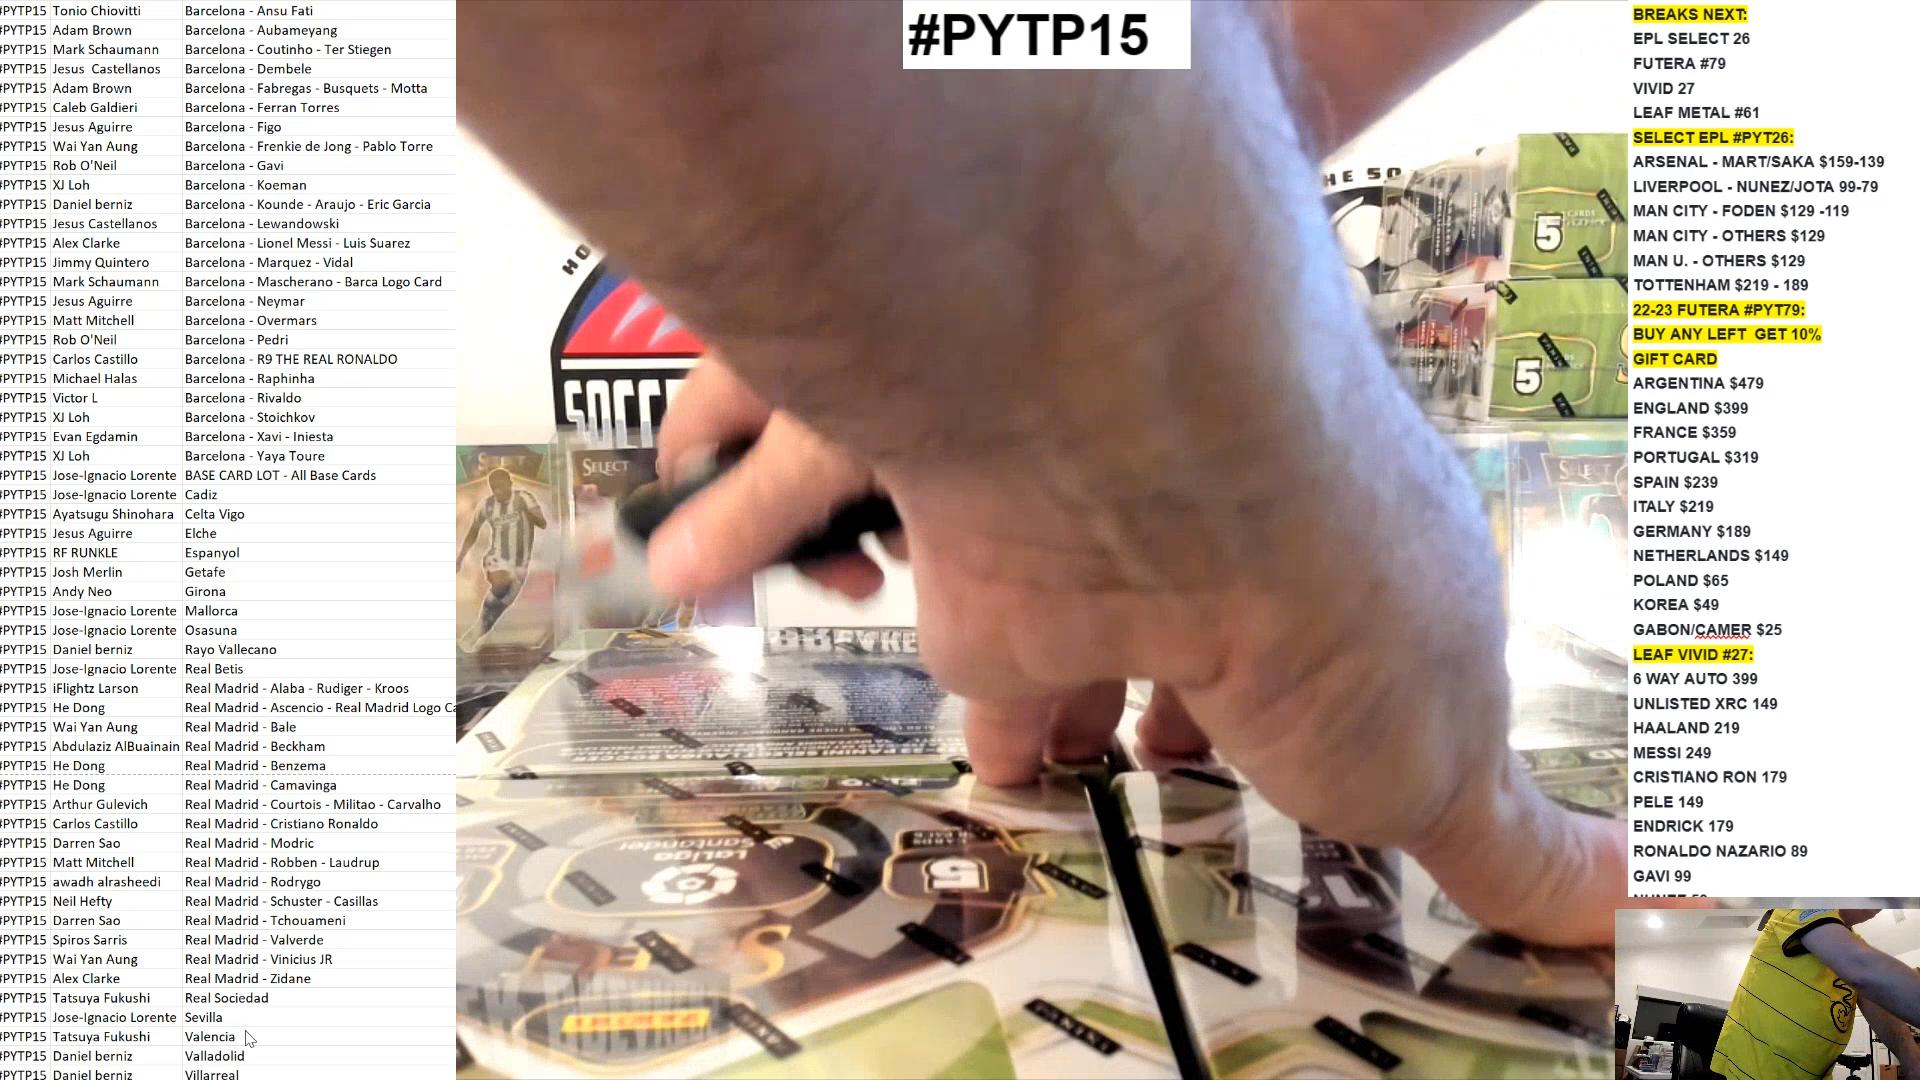 #PYTP15 Tonio Chiovitti Barcelona - Ansu Fati
#PYTP15 Adam Brown Barcelona - Aubameyang
#PYTP15 Mark Schaumann Barcelona - Coutinho - Ter Stiegen
#PYTP15 Jesus Castellanos Barcelona - Dembele
#PYTP15 Adam Brown Barcelona - Fabregas - Busquets - Motta
#PYTP15 Caleb Galdieri Barcelona - Ferran Torres
#PYTP15 Jesus Aguirre Barcelona - Figo
#PYTP15 Wai Yan Aung Barcelona - Frenkie de Jong - Pablo Torre
#PYTP15 Rob O'Neil Barcelona - Gavi
#PYTP15 XJ Loh Barcelona - Koeman
#PYTP15 Daniel berniz Barcelona - Kounde - Araujo - Eric Garcia
#PYTP15 Jesus Castellanos Barcelona - Lewandowski
#PYTP15 Alex Clarke Barcelona - Lionel Messi - Luis Suarez
#PYTP15 Jimmy Quintero Barcelona - Marquez - Vidal
#PYTP15 Mark Schaumann Barcelona - Mascherano - Barca Logo Card
#PYTP15 Jesus Aguirre Barcelona - Neymar
#PYTP15 Matt Mitchell Barcelona - Overmars
#PYTP15 Rob O'Neil Barcelona - Pedri
#PYTP15 Carlos Castillo Barcelona - R9 THE REAL RONALDO
#PYTP15 Michael Halas Barcelona - Raphinha
#PYTP15 Victor L Barcelona - Rivaldo
#PYTP15 XJ Loh Barcelona - Stoichkov
#PYTP15 Evan Egdamin Barcelona - Xavi - Iniesta
#PYTP15 XJ Loh Barcelona - Yaya Toure
#PYTP15 Jose-Ignacio Lorente BASE CARD LOT - All Base Cards
#PYTP15 Jose-Ignacio Lorente Cadiz
#PYTP15 Ayatsugu Shinohara Celta Vigo
#PYTP15 Jesus Aguirre Elche
#PYTP15 RF RUNKLE Espanyol
#PYTP15 Josh Merlin Getafe
#PYTP15 Andy Neo Girona
#PYTP15 Jose-Ignacio Lorente Mallorca
#PYTP15 Jose-Ignacio Lorente Osasuna
#PYTP15 Daniel berniz Rayo Vallecano
#PYTP15 Jose-Ignacio Lorente Real Betis
#PYTP15 iFlightz Larson Real Madrid - Alaba - Rudiger - Kroos
#PYTP15 He Dong Real Madrid - Ascencio - Real Madrid Logo Ca
#PYTP15 Wai Yan Aung Real Madrid - Bale
#PYTP15 Abdulaziz AlBuainain Real Madrid - Beckham
#PYTP15 He Dong Real Madrid - Benzema
#PYTP15 He Dong Real Madrid - Camavinga
#PYTP15 Arthur Gulevich Real Madrid - Courtois - Militao - Carvalho
#PYTP15 Carlos Castillo Real Madrid - Cristiano Ronaldo
#PYTP15 Darren Sao Real Madrid - Modric
#PYTP15 Matt Mitchell Real Madrid - Robben - Laudrup
#PYTP15 awadh alrasheedi Real Madrid - Rodrygo
#PYTP15 Neil Hefty Real Madrid - Schuster - Casillas
#PYTP15 Darren Sao Real Madrid - Tchouameni
#PYTP15 Spiros Sarris Real Madrid - Valverde
#PYTP15 Wai Yan Aung Real Madrid - Vinicius JR
#PYTP15 Alex Clarke Real Madrid - Zidane
#PYTP15 Tatsuya Fukushi Real Sociedad
#PYTP15 Jose-Ignacio Lorente Sevilla
#PYTP15 Tatsuya Fukushi Valencia
#PYTP15 Daniel berniz Valladolid
#PYTP15 Daniel berniz Villarreal
#PYTP15
HE SO
HO
SOCC
SELECT
SELECT
5
5
LaLiga
Santander
5
PANINI
BREAKS NEXT:
EPL SELECT 26
FUTERA #79
VIVID 27
LEAF METAL #61
SELECT EPL #PYT26:
ARSENAL - MART/SAKA $159-139
LIVERPOOL - NUNEZ/JOTA 99-79
MAN CITY - FODEN $129 -119
MAN CITY - OTHERS $129
MAN U. - OTHERS $129
TOTTENHAM $219 - 189
22-23 FUTERA #PYT79:
BUY ANY LEFT GET 10%
GIFT CARD
ARGENTINA $479
ENGLAND $399
FRANCE $359
PORTUGAL $319
SPAIN $239
ITALY $219
GERMANY $189
NETHERLANDS $149
POLAND $65
KOREA $49
GABON/CAMER $25
LEAF VIVID #27:
6 WAY AUTO 399
UNLISTED XRC 149
HAALAND 219
MESSI 249
CRISTIANO RON 179
PELE 149
ENDRICK 179
RONALDO NAZARIO 89
GAVI 99